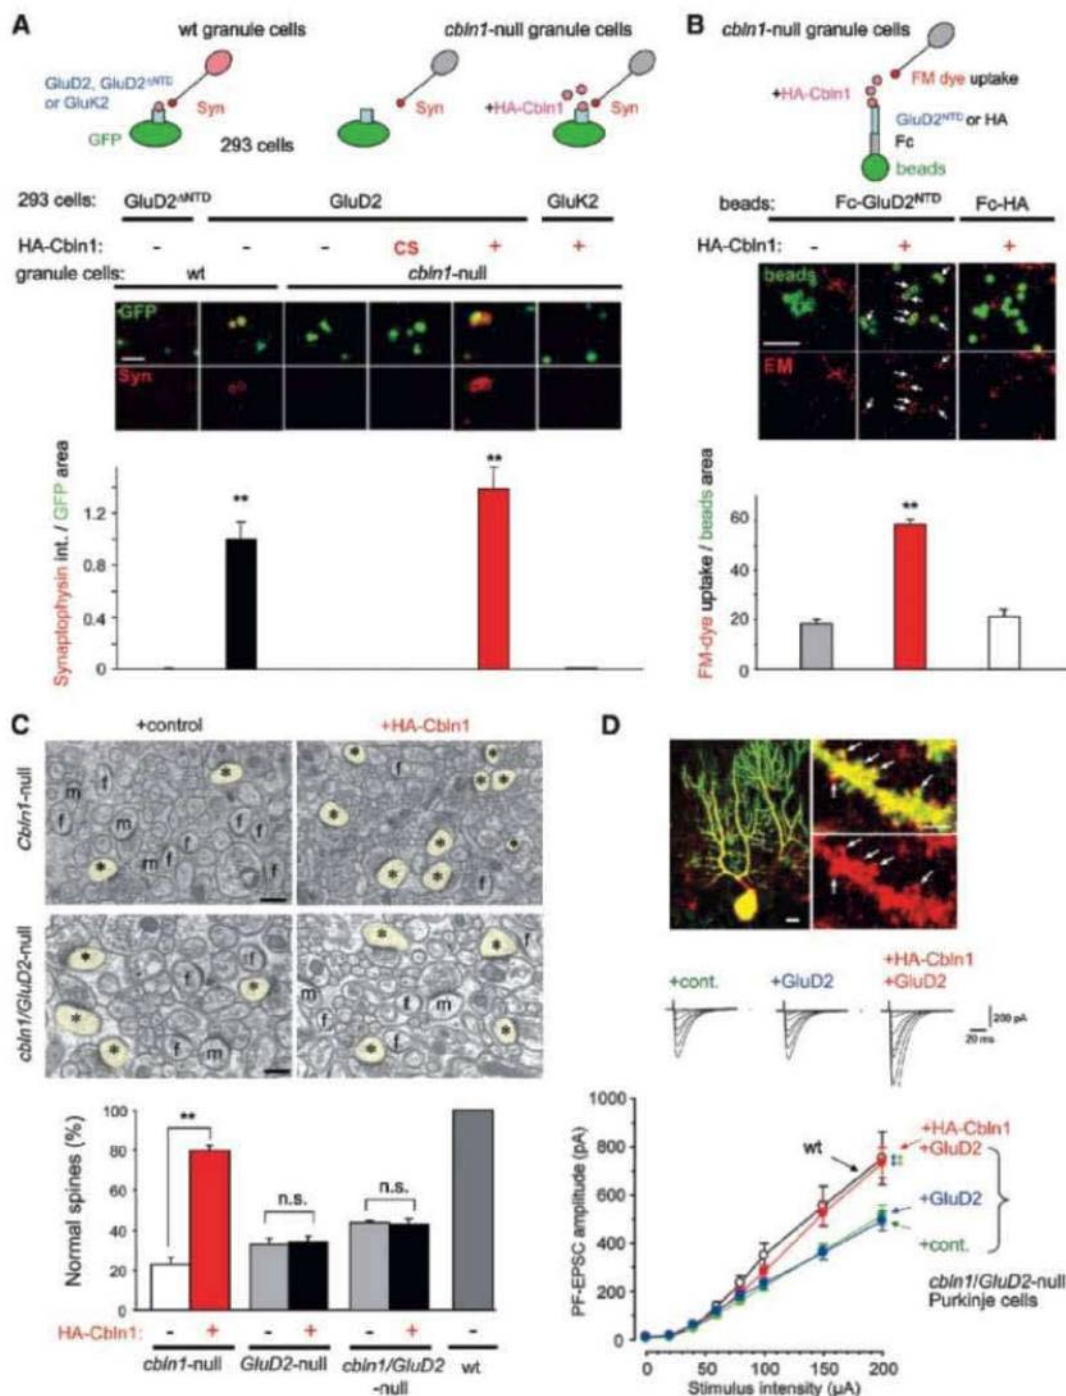 A
wt granule cells
cbln1-null granule cells
GluD2, GluD2ΔNTD
or GluK2
Syn
GFP
293 cells
Syn
+HA-Cbln1
Syn
293 cells: GluD2ΔNTD GluD2 GluK2
HA-Cbln1: - - - CS + +
granule cells: wt cbln1-null
GFP
Syn
Synaptophysin int. / GFP area
1.2
0.8
0.4
0
**
**
B
cbln1-null granule cells
FM dye uptake
+HA-Cbln1
GluD2NTD or HA
Fc
beads
beads: Fc-GluD2NTD Fc-HA
HA-Cbln1: - + +
beads
FM
FM-dye uptake / beads area
60
40
20
0
**
C
+control +HA-Cbln1
Cbln1-null
* f m f m f f m f f * f
* f * * * * * * * f
cbln1/GluD2-null
* f f * * * f m
* * f m f m f * f
Normal spines (%)
100
80
60
40
20
0
**
n.s.
n.s.
HA-Cbln1: - + - + - + -
cbln1-null GluD2-null cbln1/GluD2
-null wt
D
+cont. +GluD2 +HA-Cbln1
+GluD2
200 pA
20 ms
PF-EPSC amplitude (pA)
1000
800
600
400
200
0
wt
+HA-Cbln1
+GluD2
+GluD2
+cont.
cbln1/GluD2-null
Purkinje cells
0 50 100 150 200
Stimulus intensity (μA)